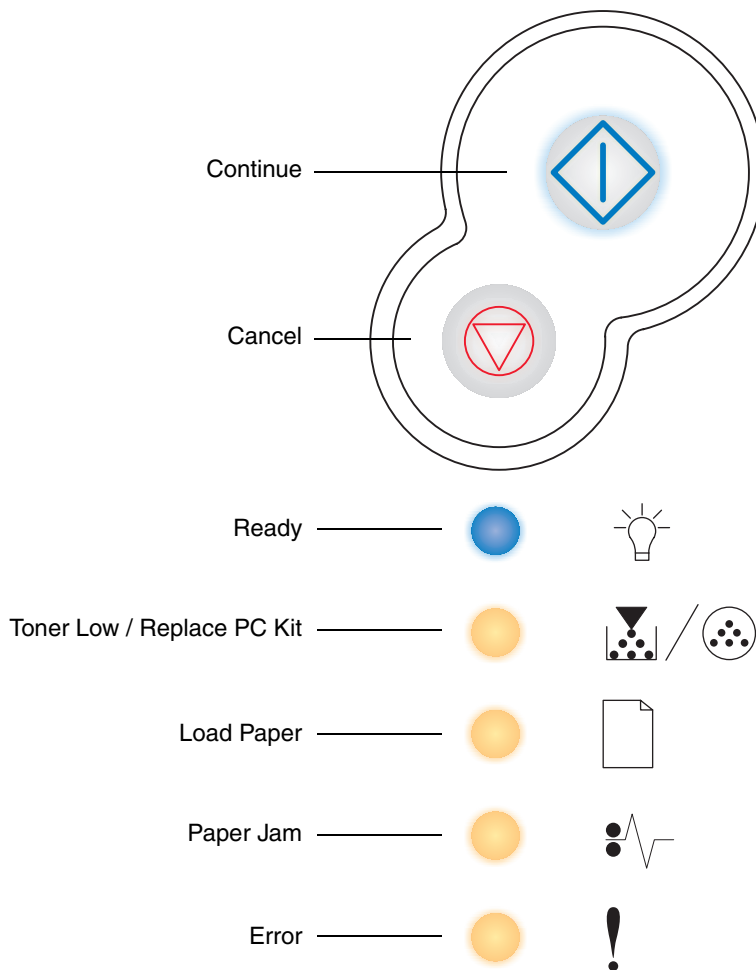 Continue
Cancel
Ready
Toner Low / Replace PC Kit
Load Paper
Paper Jam
Error